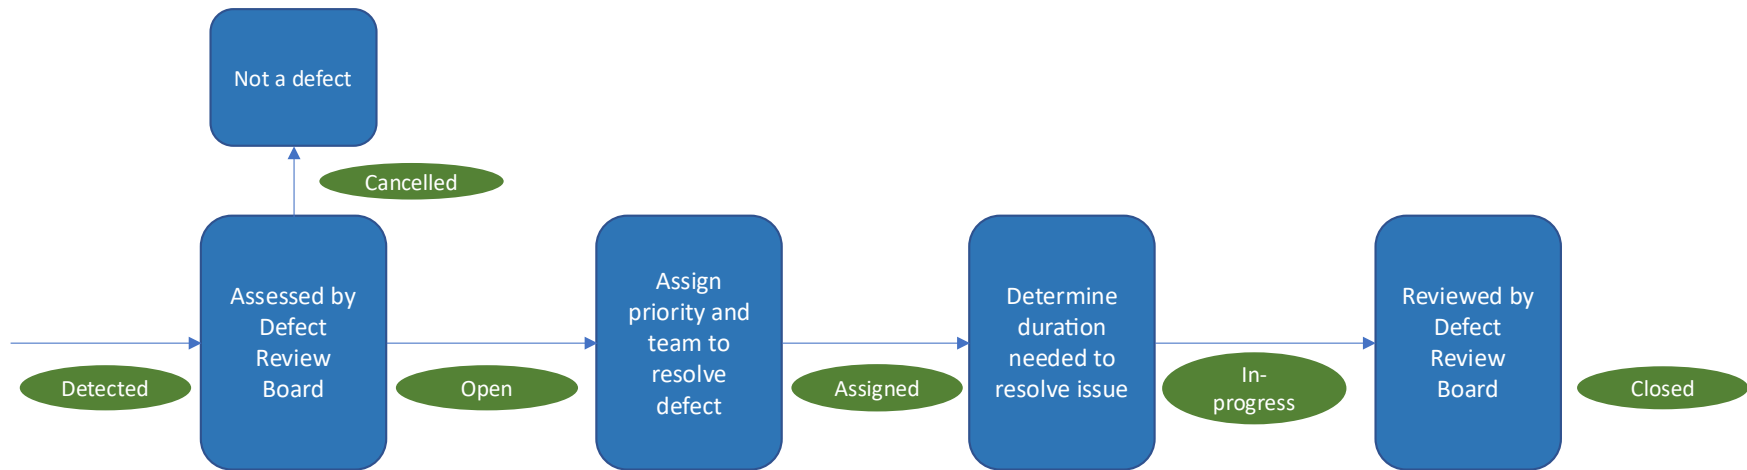 Not a defect
Cancelled
Assessed by
Defect
Review
Board
Assign
priority and
team to
resolve
defect
Determine
duration
needed to
resolve issue
Reviewed by
Defect
Review
Board
Detected
Open
Assigned
In-
progress
Closed